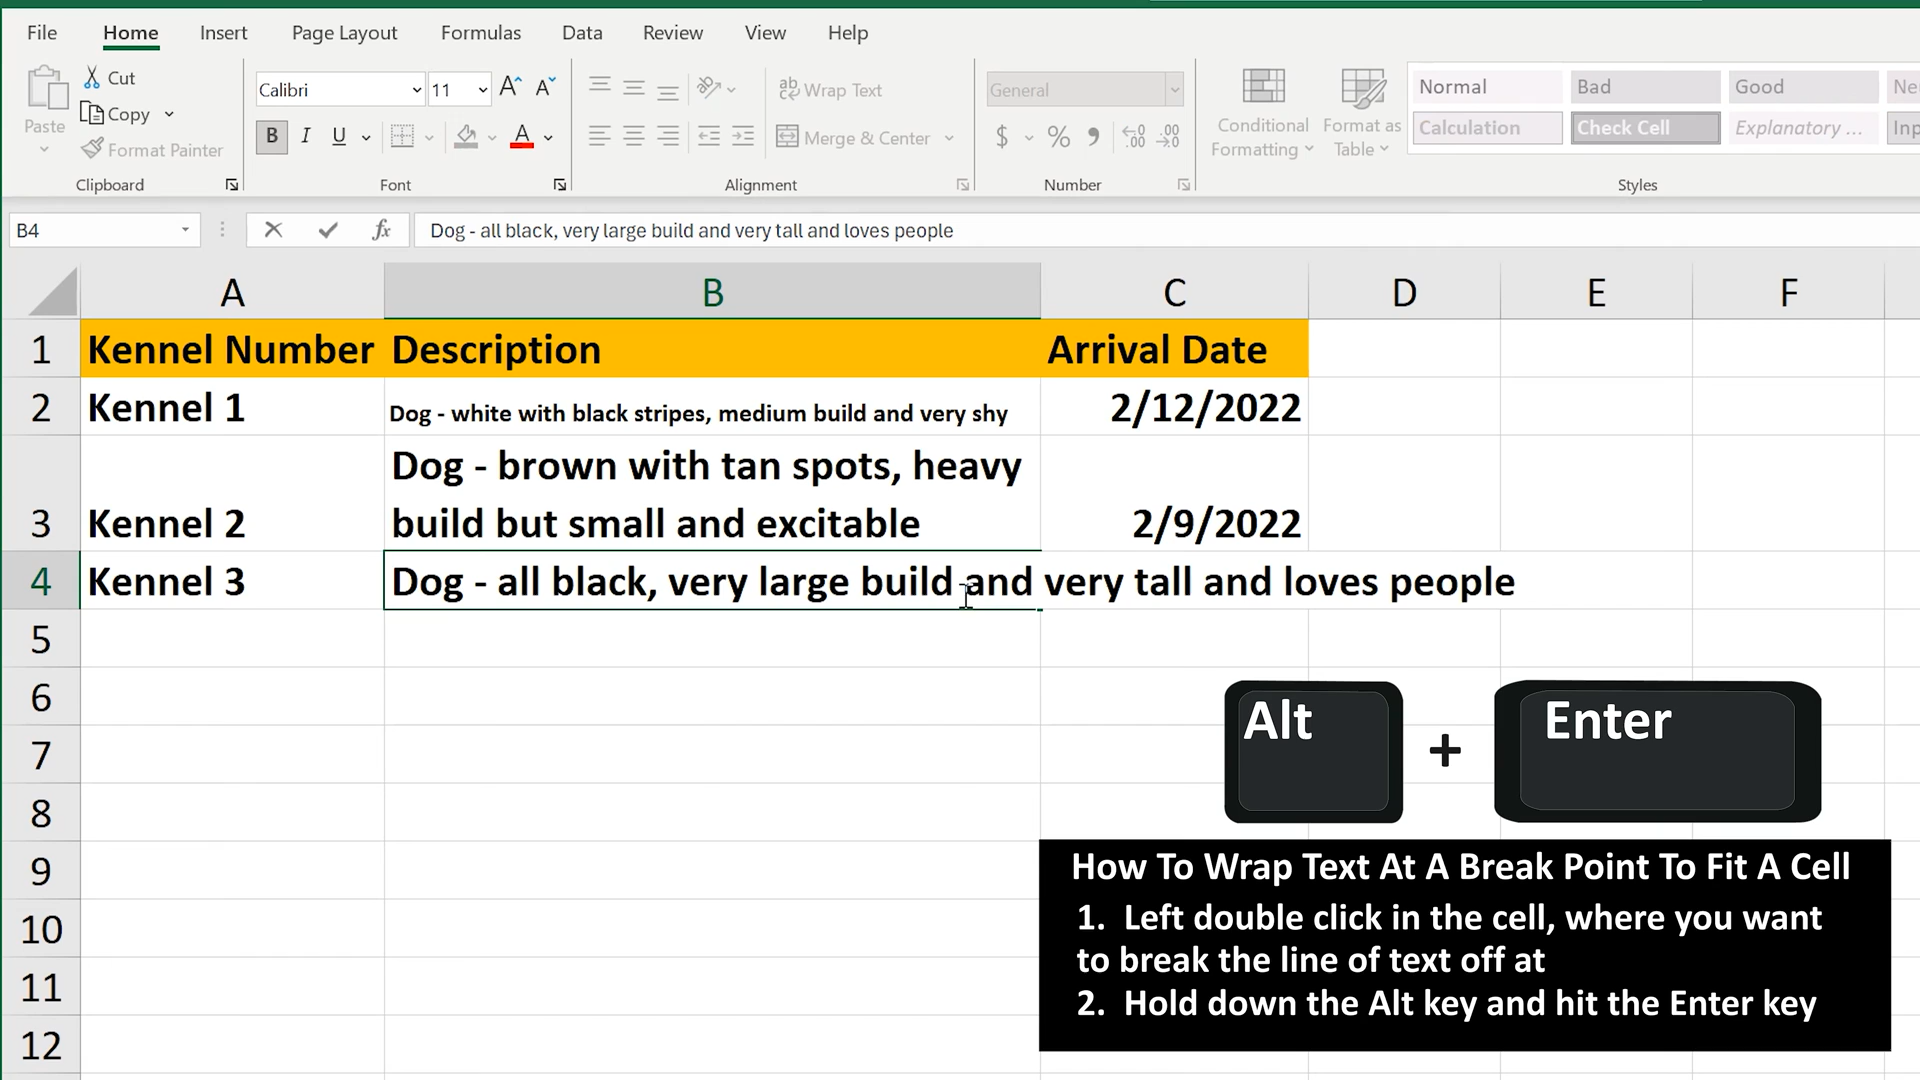 File Home Insert Page Layout Formulas Data Review View Help
Cut
Copy
Format Painter
Paste
Clipboard
Calibri 11 A A
B I U A
Font
ab Wrap Text
Merge & Center
Alignment
General
$ % ,
Number
Conditional Formatting
Format as Table
Normal Bad Good Ne
Calculation Check Cell Explanatory ... Inp
Styles
B4 fx Dog - all black, very large build and very tall and loves people
A B C D E F
1 Kennel Number Description Arrival Date
2 Kennel 1 Dog - white with black stripes, medium build and very shy 2/12/2022
Dog - brown with tan spots, heavy
3 Kennel 2 build but small and excitable 2/9/2022
4 Kennel 3 Dog - all black, very large build and very tall and loves people
5
6
7
8
9
10
11
12
Alt + Enter
How To Wrap Text At A Break Point To Fit A Cell
1. Left double click in the cell, where you want
to break the line of text off at
2. Hold down the Alt key and hit the Enter key